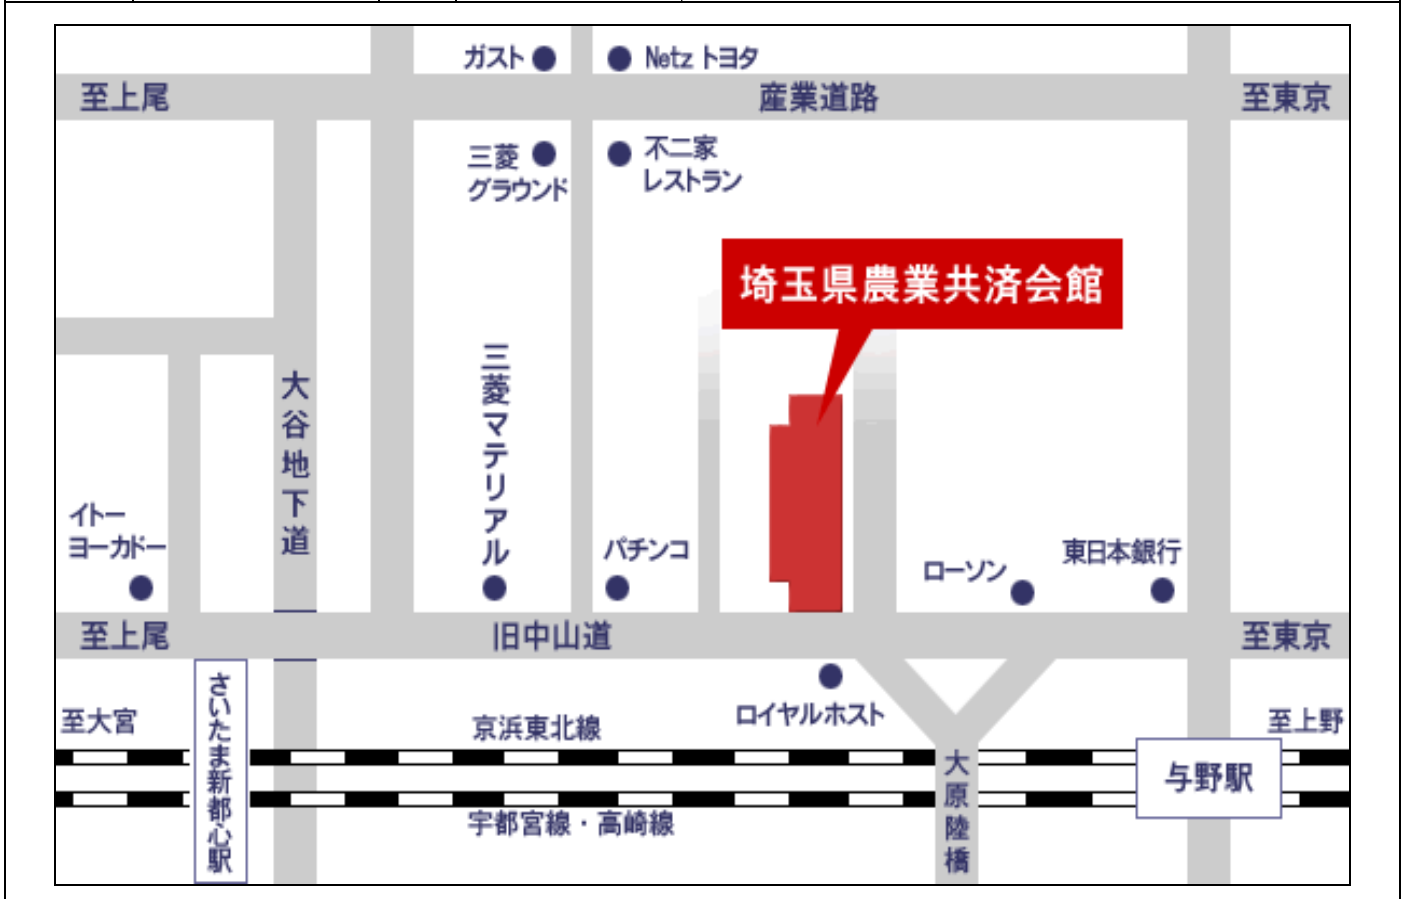 ガスト
Netz トヨタ
至上尾
産業道路
至東京
三菱
グラウンド
不二家
レストラン
埼玉県農業共済会館
大谷地下道
三菱マテリアル
イトー
ヨーカドー
パチンコ
ローソン
東日本銀行
至上尾
旧中山道
至東京
さいたま新都心駅
ロイヤルホスト
至大宮
京浜東北線
至上野
大原陸橋
与野駅
宇都宮線・高崎線